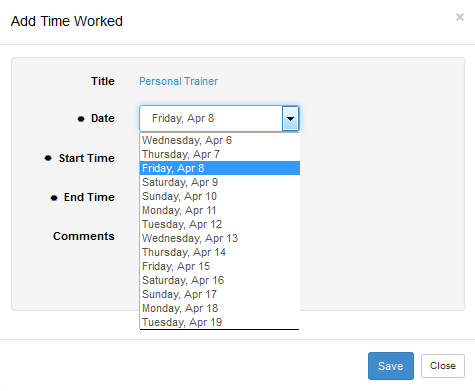 Add Time Worked
×
Title Personal Trainer
Date Friday, Apr 8
Wednesday, Apr 6
Thursday, Apr 7
Start Time
Friday, Apr 8
Saturday, Apr 9
Sunday, Apr 10
End Time
Monday, Apr 11
Tuesday, Apr 12
Comments
Wednesday, Apr 13
Thursday, Apr 14
Friday, Apr 15
Saturday, Apr 16
Sunday, Apr 17
Monday, Apr 18
Tuesday, Apr 19
Save Close